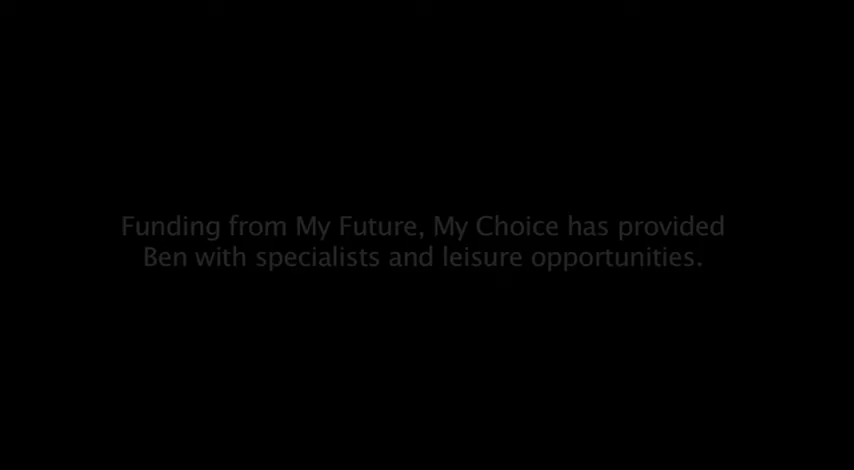 Funding from My Future, My Choice has provided
Ben with specialists and leisure opportunities.